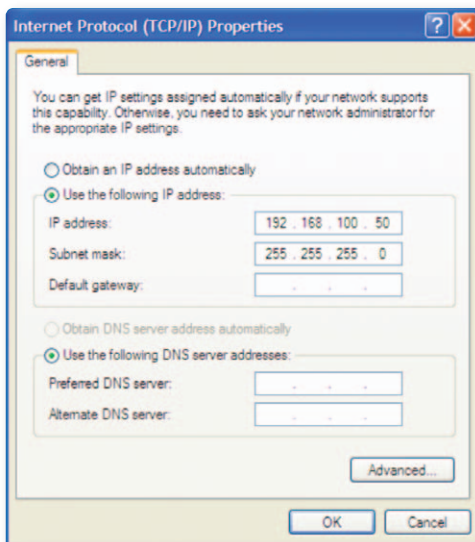 Internet Protocol (TCP/IP) Properties
General
You can get IP settings assigned automatically if your network supports
this capability. Otherwise, you need to ask your network administrator for
the appropriate IP settings.
Obtain an IP address automatically
Use the following IP address:
IP address: 192 . 168 . 100 . 50
Subnet mask: 255 . 255 . 255 . 0
Default gateway: . . .
Obtain DNS server address automatically
Use the following DNS server addresses:
Preferred DNS server: . . .
Alternate DNS server: . . .
Advanced...
OK Cancel